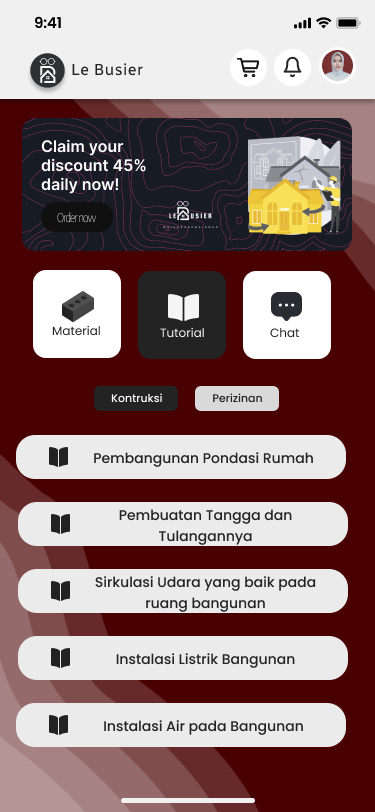 9:41
Le Busier
Claim your
discount 45%
daily now!
Order now
LE BUSIER
Material
Tutorial
Chat
Kontruksi
Perizinan
Pembangunan Pondasi Rumah
Pembuatan Tangga dan
Tulangannya
Sirkulasi Udara yang baik pada
ruang bangunan
Instalasi Listrik Bangunan
Instalasi Air pada Bangunan